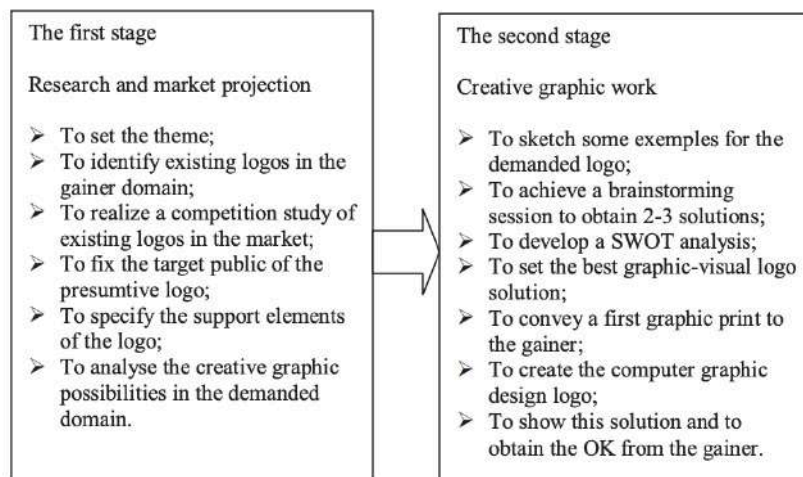 The first stage
Research and market projection
➢ To set the theme;
➢ To identify existing logos in the
gainer domain;
➢ To realize a competition study of
existing logos in the market;
➢ To fix the target public of the
presumtive logo;
➢ To specify the support elements
of the logo;
➢ To analyse the creative graphic
possibilities in the demanded
domain.
The second stage
Creative graphic work
➢ To sketch some exemples for the
demanded logo;
➢ To achieve a brainstorming
session to obtain 2-3 solutions;
➢ To develop a SWOT analysis;
➢ To set the best graphic-visual logo
solution;
➢ To convey a first graphic print to
the gainer;
➢ To create the computer graphic
design logo;
➢ To show this solution and to
obtain the OK from the gainer.